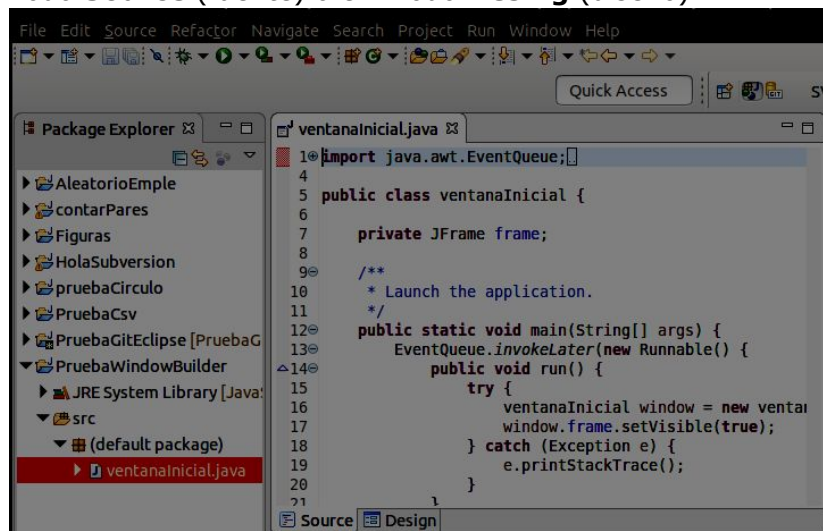 File Edit Source Refactor Navigate Search Project Run Window Help
Quick Access
Package Explorer
AleatorioEmple
contarPares
Figuras
HolaSubversion
pruebaCirculo
PruebaCsv
PruebaGitEclipse [PruebaG
PruebaWindowBuilder
JRE System Library [Java
src
(default package)
ventanaInicial.java
ventanaInicial.java
1 import java.awt.EventQueue;
4
5 public class ventanaInicial {
6
7 private JFrame frame;
8
9 /**
10 * Launch the application.
11 */
12 public static void main(String[] args) {
13 EventQueue.invokeLater(new Runnable() {
14 public void run() {
15 try {
16 ventanaInicial window = new ventan
17 window.frame.setVisible(true);
18 } catch (Exception e) {
19 e.printStackTrace();
20 }
21 }
Source Design